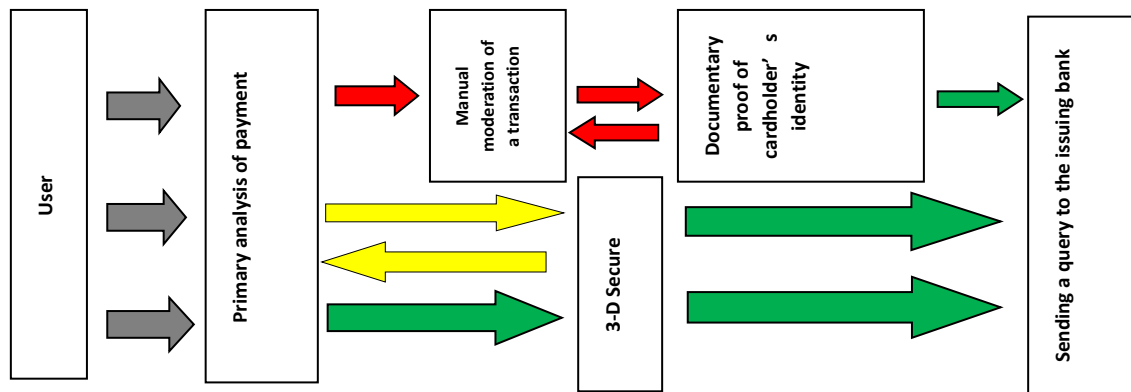 User
Primary analysis of payment
Manual
moderation of
a transaction
Documentary
proof of
cardholder’ s
identity
3-D Secure
Sending a query to the issuing bank